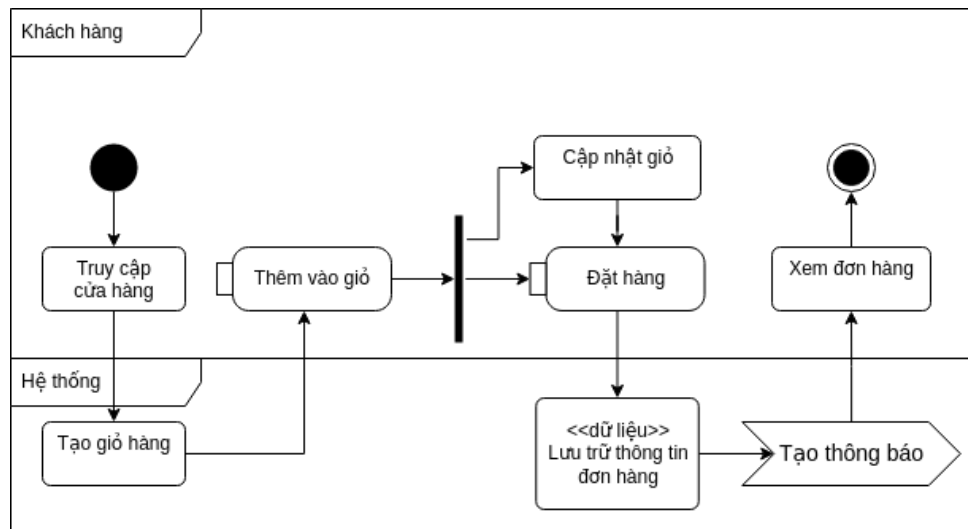 Khách hàng
Cập nhật giỏ
Truy cập
cửa hàng
Thêm vào giỏ
Đặt hàng
Xem đơn hàng
Hệ thống
Tạo giỏ hàng
<<dữ liệu>>
Lưu trữ thông tin
đơn hàng
Tạo thông báo